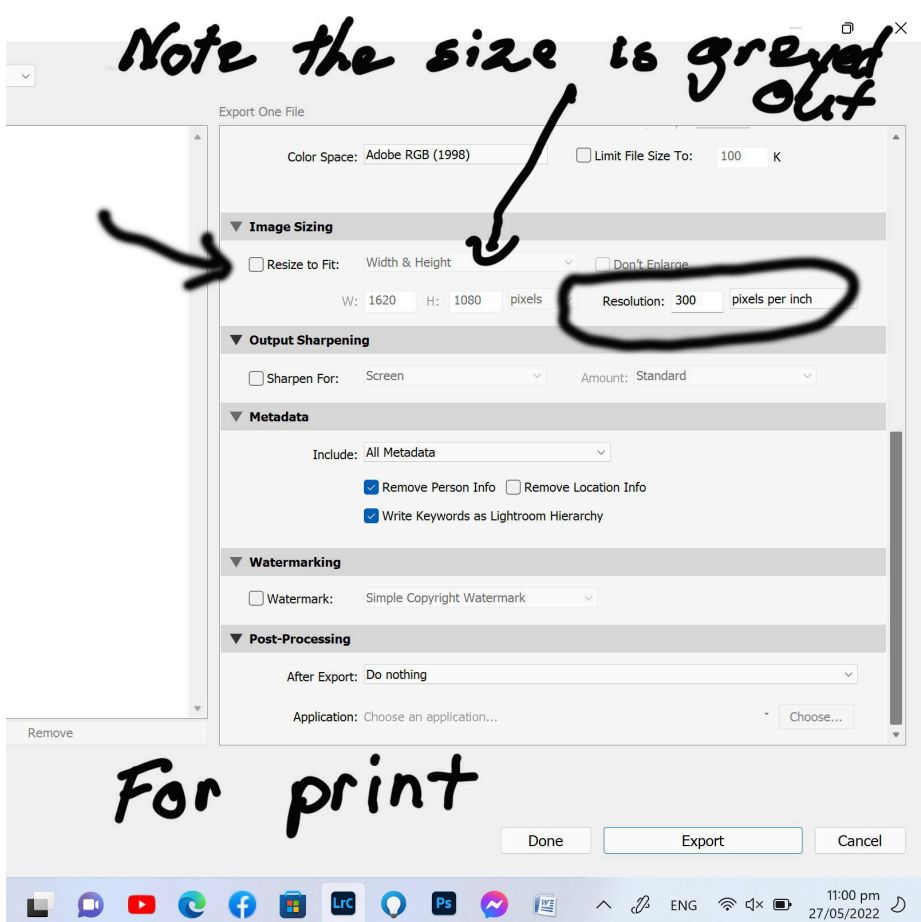 Note the size is greyed
out
Export One File
Color Space: Adobe RGB (1998) Limit File Size To: 100 K
Image Sizing
Resize to Fit: Width & Height Don't Enlarge
W: 1620 H: 1080 pixels Resolution: 300 pixels per inch
Output Sharpening
Sharpen For: Screen Amount: Standard
Metadata
Include: All Metadata
Remove Person Info Remove Location Info
Write Keywords as Lightroom Hierarchy
Watermarking
Watermark: Simple Copyright Watermark
Post-Processing
After Export: Do nothing
Application: Choose an application... Choose...
Remove
For print
Done Export Cancel
LrC Ps ENG 11:00 pm
27/05/2022